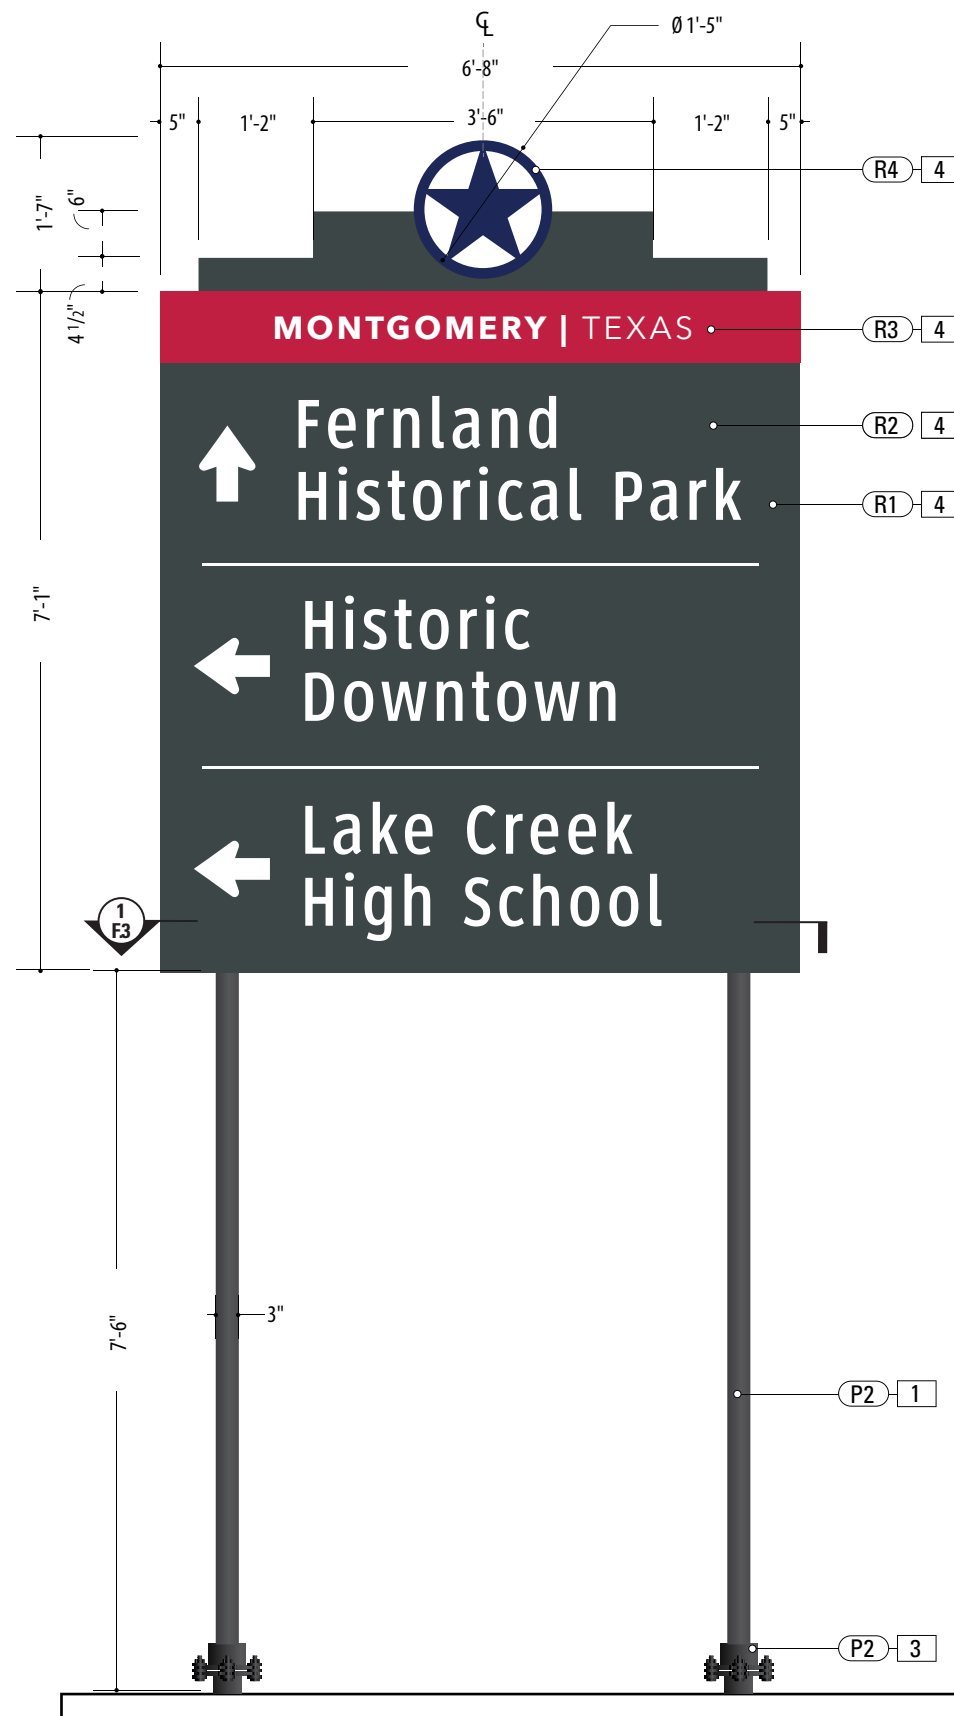 ℄
Ø 1'-5"
6'-8"
5" 1'-2" 3'-6" 1'-2" 5"
R4 4
1'-7" 6"
4 1/2"
MONTGOMERY | TEXAS
R3 4
Fernland
R2 4
Historical Park
R1 4
7'-1"
Historic
Downtown
Lake Creek
High School
1
F.3
7'-6"
3"
P2 1
P2 3